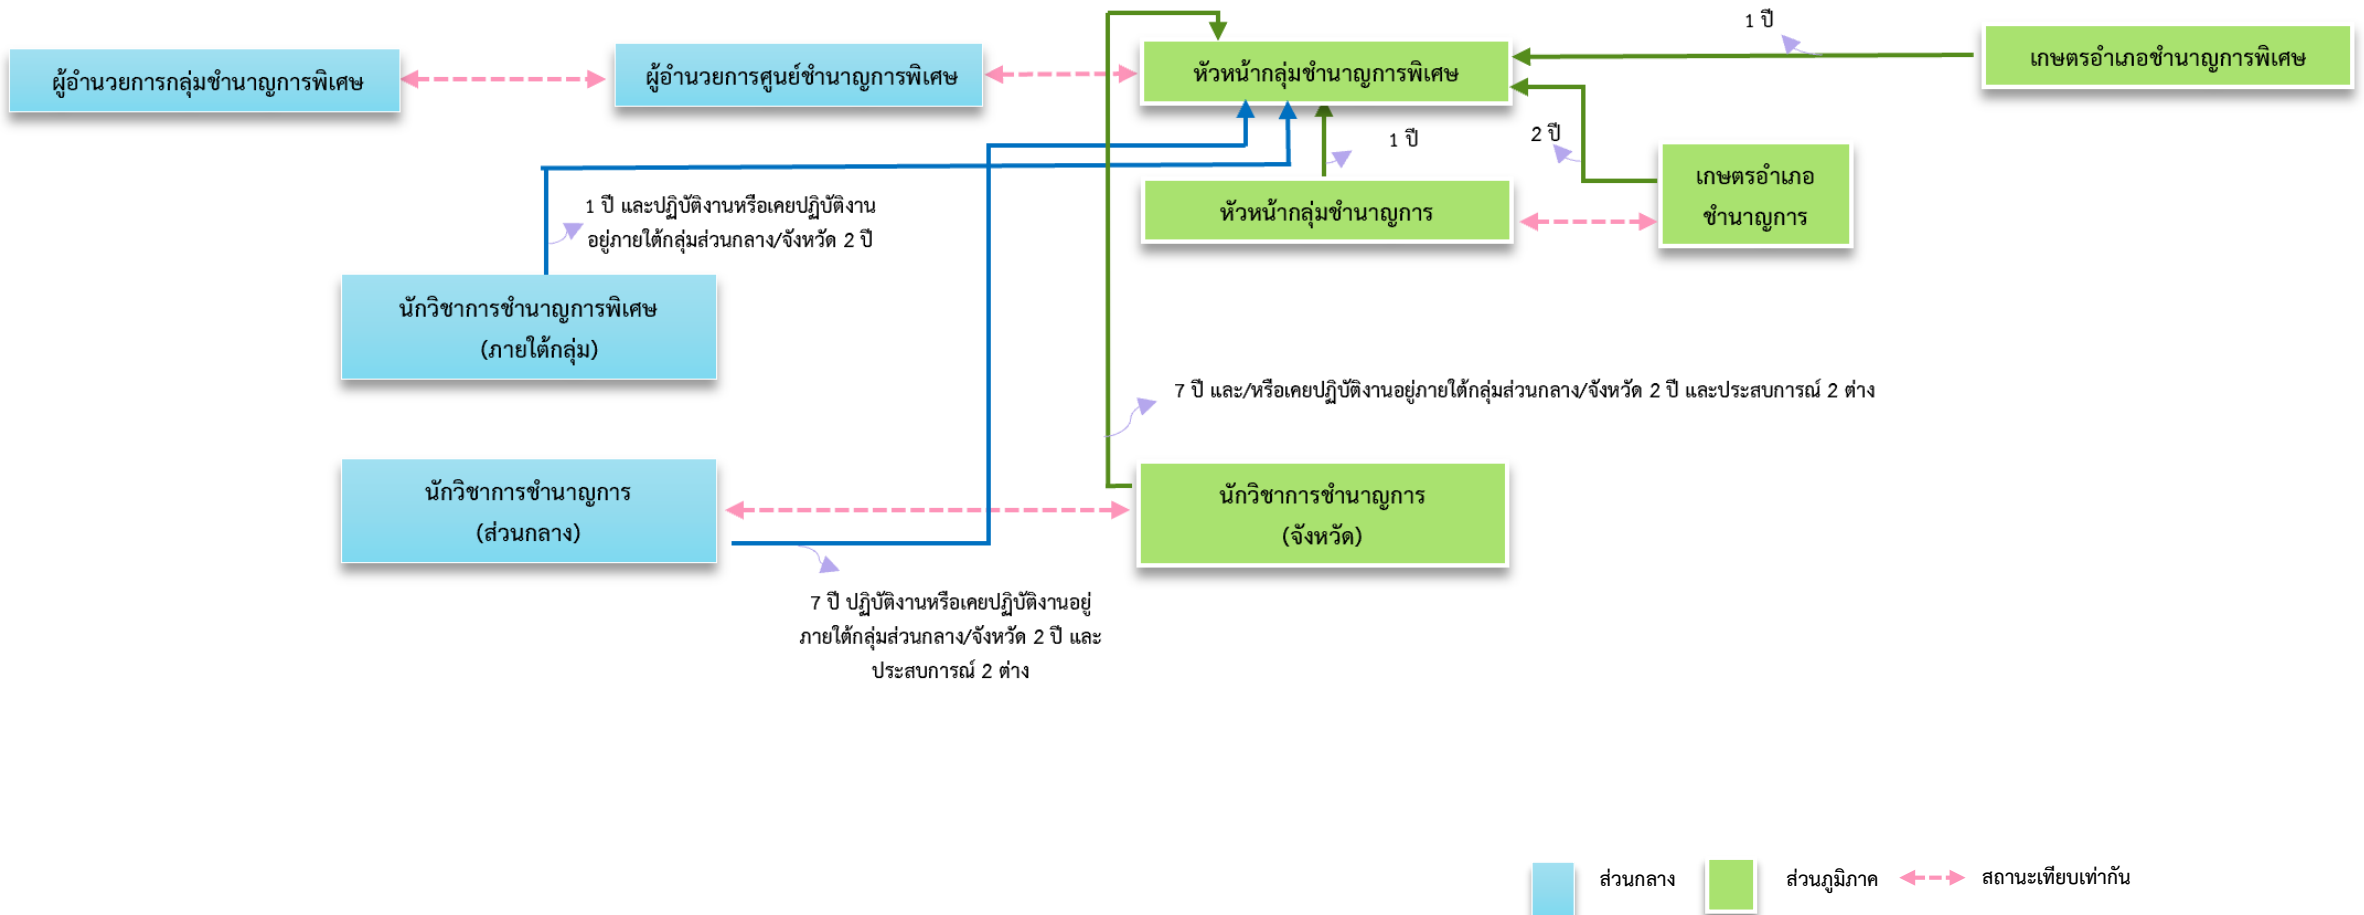 1 ปี
ผู้อำนวยการกลุ่มชำนาญการพิเศษ
ผู้อำนวยการศูนย์ชำนาญการพิเศษ
หัวหน้ากลุ่มชำนาญการพิเศษ
เกษตรอำเภอชำนาญการพิเศษ
1 ปี
2 ปี
หัวหน้ากลุ่มชำนาญการ
เกษตรอำเภอ
ชำนาญการ
1 ปี และปฏิบัติงานหรือเคยปฏิบัติงาน
อยู่ภายใต้กลุ่มส่วนกลาง/จังหวัด 2 ปี
นักวิชาการชำนาญการพิเศษ
(ภายใต้กลุ่ม)
7 ปี และ/หรือเคยปฏิบัติงานอยู่ภายใต้กลุ่มส่วนกลาง/จังหวัด 2 ปี และประสบการณ์ 2 ต่าง
นักวิชาการชำนาญการ
(ส่วนกลาง)
นักวิชาการชำนาญการ
(จังหวัด)
7 ปี ปฏิบัติงานหรือเคยปฏิบัติงานอยู่
ภายใต้กลุ่มส่วนกลาง/จังหวัด 2 ปี และ
ประสบการณ์ 2 ต่าง
ส่วนกลาง
ส่วนภูมิภาค
สถานะเทียบเท่ากัน